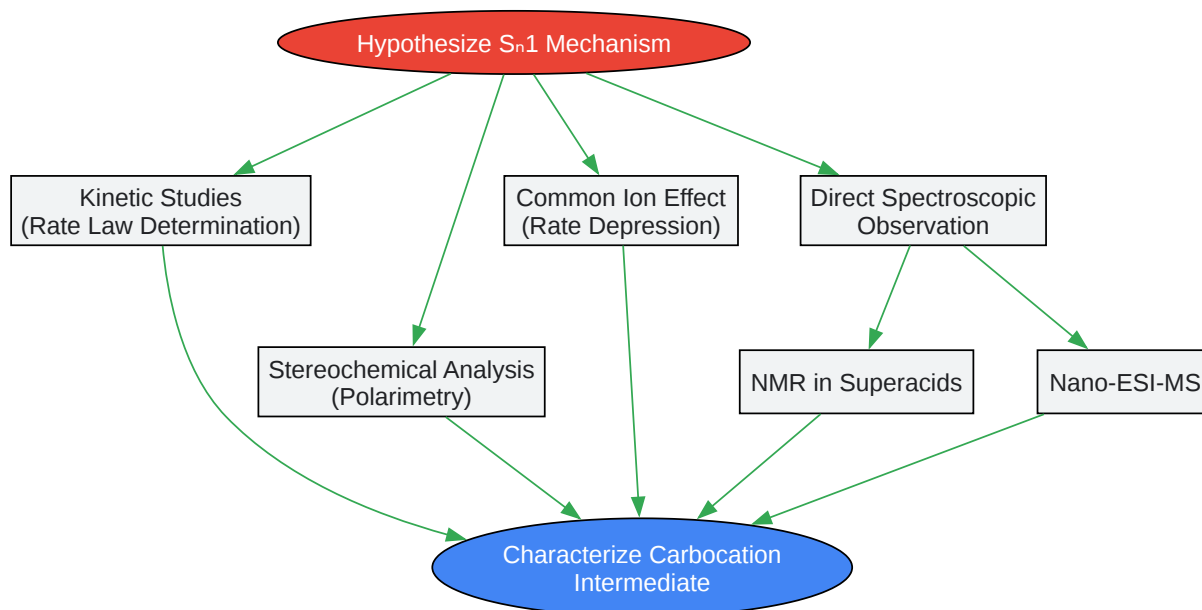 Hypothesize Sₙ1 Mechanism
Kinetic Studies
(Rate Law Determination)
Common Ion Effect
(Rate Depression)
Direct Spectroscopic
Observation
Stereochemical Analysis
(Polarimetry)
NMR in Superacids
Nano-ESI-MS
Characterize Carbocation
Intermediate